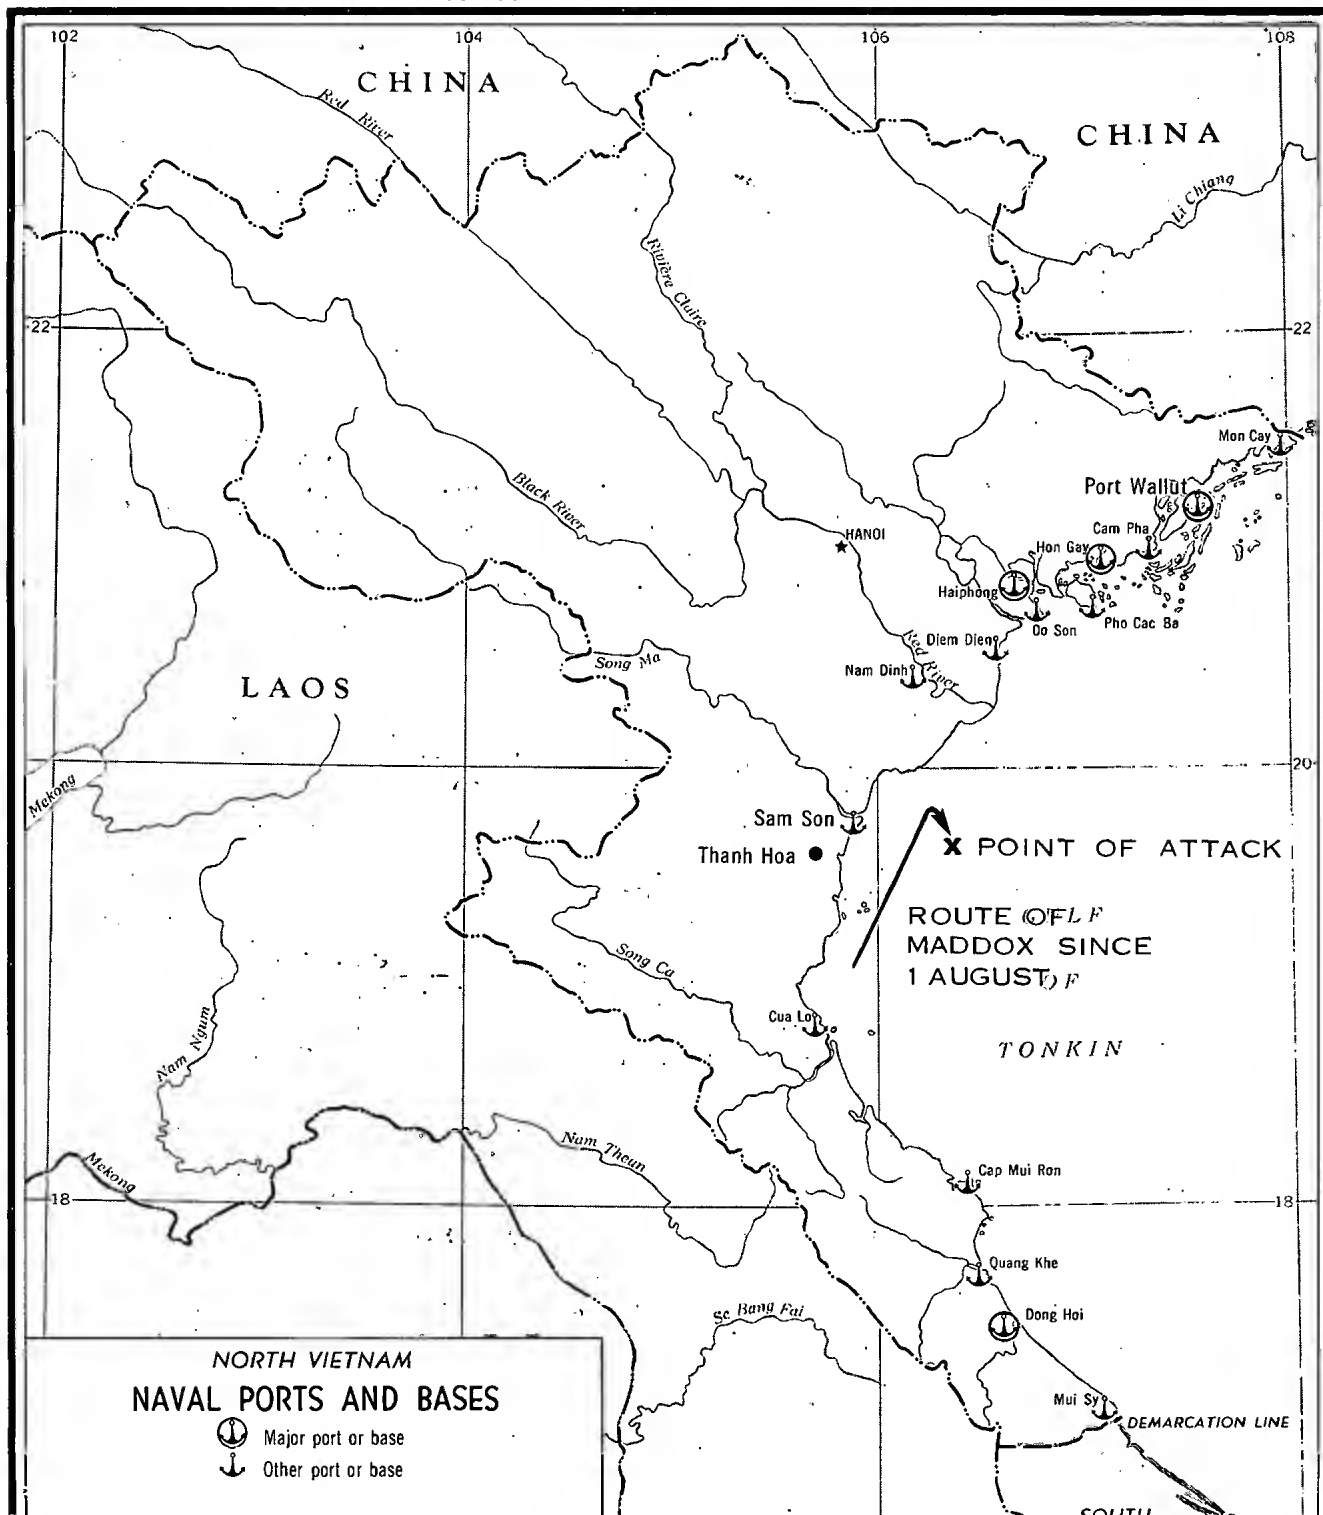 102
104
106
108
CHINA
Red River
CHINA
Li Chiang
Rivière Claire
22
22
Mon Cay
Port Wallut
Black River
HANOI
Cam Pha
Hon Gay
Haiphong
Pho Cac Ba
Do Son
Diem Dien
Red River
Nam Dinh
Song Ma
LAOS
20
Mekong
Sam Son
Thanh Hoa
X POINT OF ATTACK
ROUTE OF
MADDOX SINCE
1 AUGUST
Song Ca
Cua Lo
Nam Ngum
TONKIN
Nam Theun
Mekong
Cap Mui Ron
18
18
Quang Khe
Se Bang Fai
Dong Hoi
Mui Sy
DEMARCATION LINE
NORTH VIETNAM
NAVAL PORTS AND BASES
Major port or base
Other port or base
SOUTH